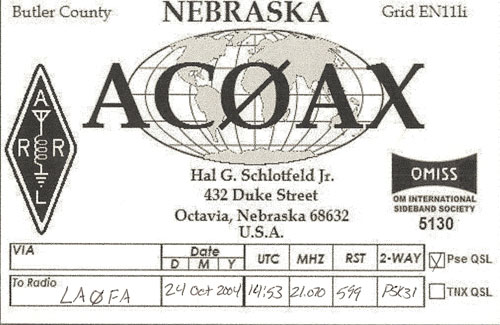 Butler County NEBRASKA Grid EN11li
ACØAX
A
R R
L
Hal G. Schlotfeld Jr.
432 Duke Street
Octavia, Nebraska 68632
U.S.A.
OMISS
OM INTERNATIONAL
SIDEBAND SOCIETY
5130
VIA Date UTC MHZ RST 2-WAY Pse QSL
D M Y
To Radio LAØFA 24 Oct 2004 14:53 21.070 599 PSK31 TNX QSL